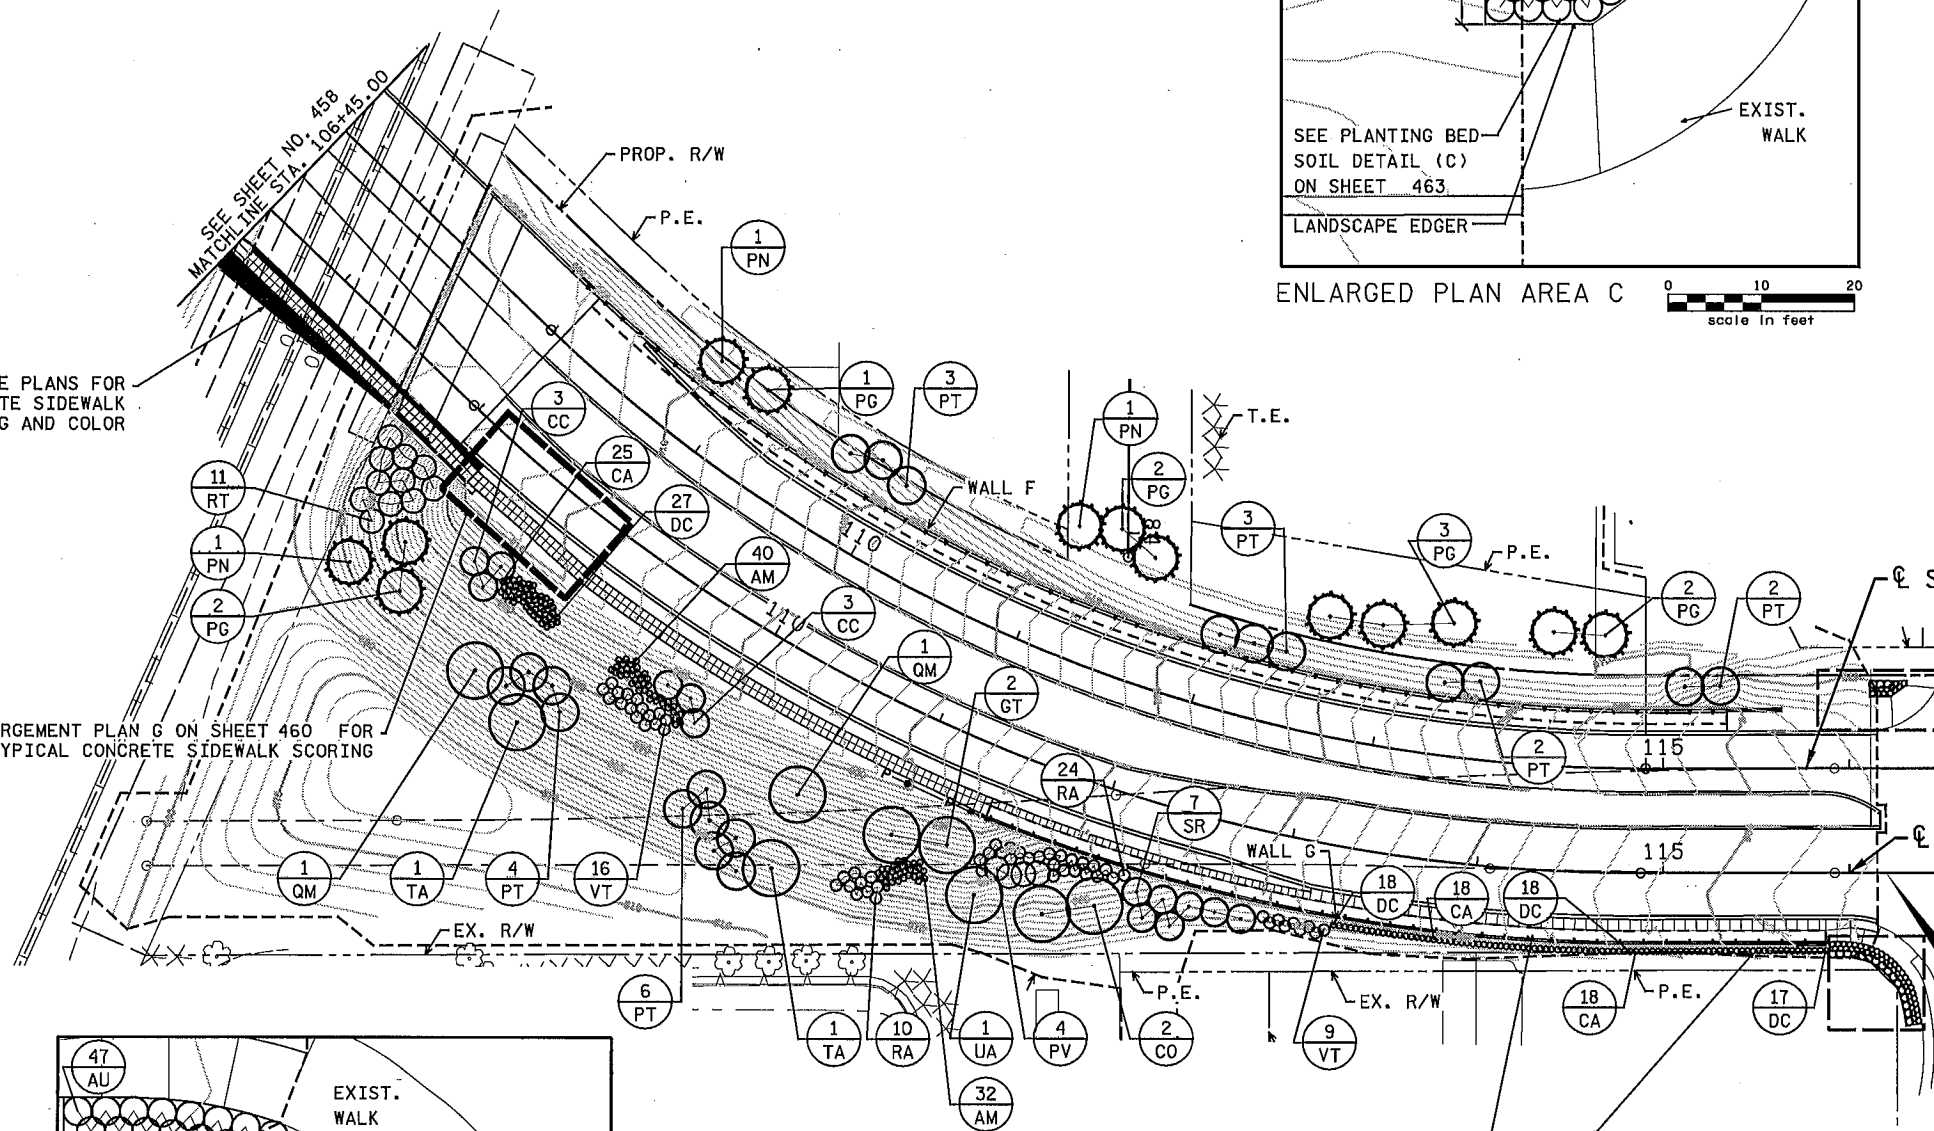 SEE SHEET NO. 458
MATCHLINE STA. 106+45.00
PROP. R/W
P.E.
1
PN
SEE PLANTING BED
SOIL DETAIL (C)
ON SHEET 463
LANDSCAPE EDGER
EXIST.
WALK
ENLARGED PLAN AREA C
0 10 20
scale in feet
E PLANS FOR
TE SIDEWALK
G AND COLOR
3
CC
1
PG
3
PT
1
PN
T.E.
25
CA
2
PG
11
RT
27
DC
WALL F
3
PT
3
PG
P.E.
110
1
PN
40
AM
2
PG
110
3
CC
2
PG
2
PT
℄ S
1
QM
2
GT
RGEMENT PLAN G ON SHEET 460 FOR
YPICAL CONCRETE SIDEWALK SCORING
2
PT
115
24
RA
7
SR
WALL G
115
℄
1
QM
1
TA
4
PT
16
VT
18
DC
18
CA
18
DC
EX. R/W
6
PT
P.E.
EX. R/W
P.E.
1
TA
10
RA
1
UA
4
PV
2
CO
9
VT
18
CA
17
DC
32
AM
47
AU
EXIST.
WALK